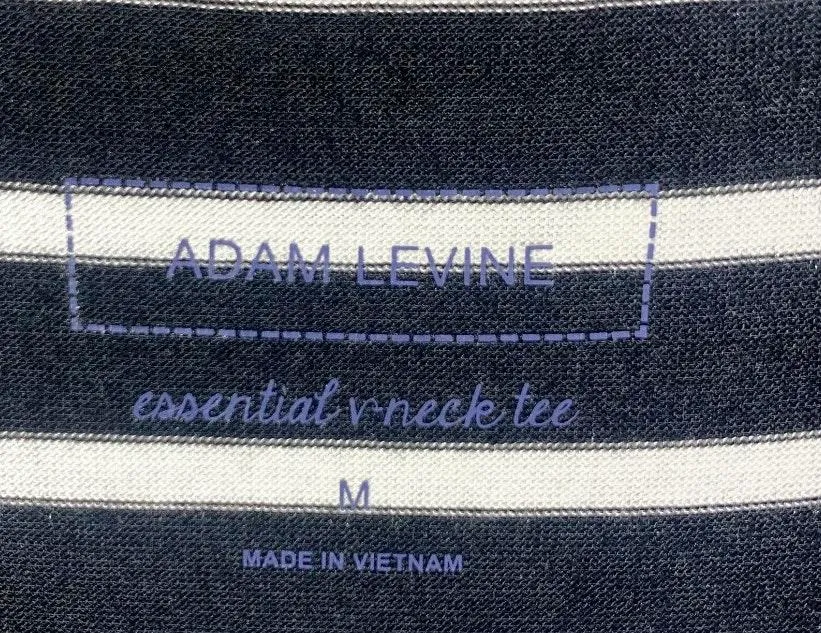 ADAM LEVINE
essential v-neck tee
M
MADE IN VIETNAM